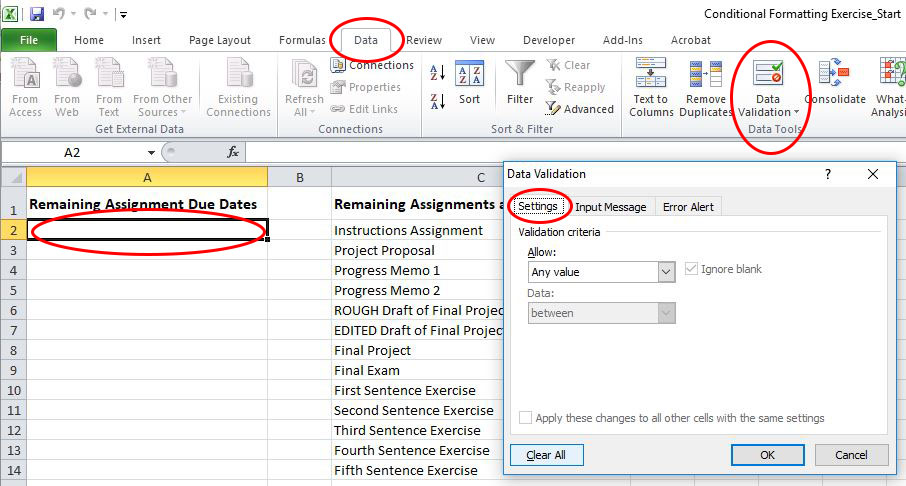 Conditional Formatting Exercise_Start
File Home Insert Page Layout Formulas Data Review View Developer Add-Ins Acrobat
From Access
From Web
From Text
From Other Sources
Existing Connections
Get External Data
Refresh All
Connections
Properties
Edit Links
Connections
A Z
Z A
Sort
Filter
Clear
Reapply
Advanced
Sort & Filter
Text to Columns
Remove Duplicates
Data Validation
Consolidate
What-
Analysi
Data Tools
A2 fx
A B C
1 Remaining Assignment Due Dates Remaining Assignments a
2 Instructions Assignment
3 Project Proposal
4 Progress Memo 1
5 Progress Memo 2
6 ROUGH Draft of Final Projec
7 EDITED Draft of Final Projec
8 Final Project
9 Final Exam
10 First Sentence Exercise
11 Second Sentence Exercise
12 Third Sentence Exercise
13 Fourth Sentence Exercise
14 Fifth Sentence Exercise
Data Validation ?
Settings Input Message Error Alert
Validation criteria
Allow:
Any value Ignore blank
Data:
between
Apply these changes to all other cells with the same settings
Clear All OK Cancel